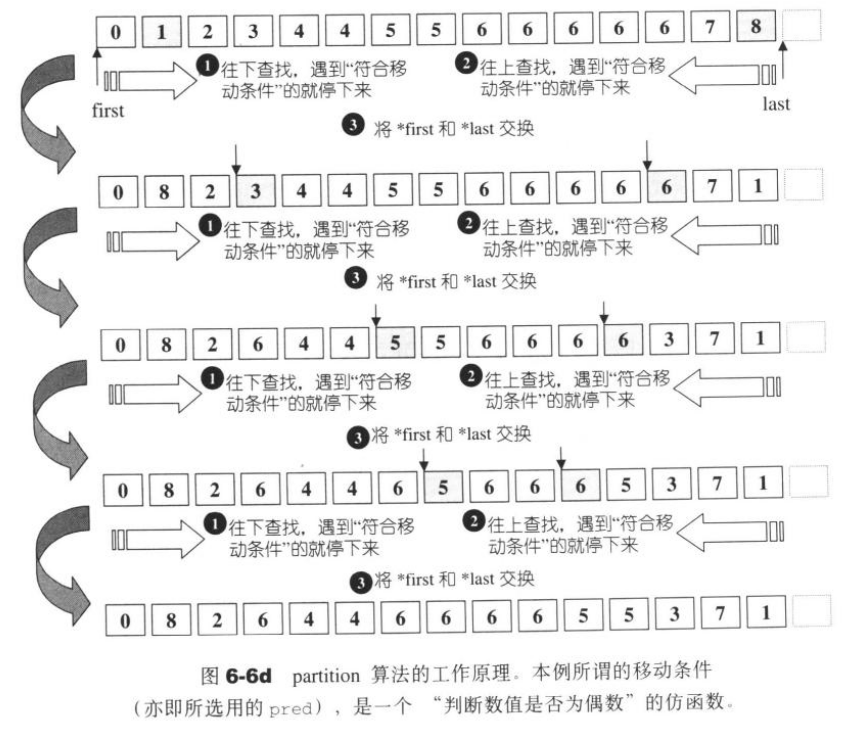 0 1 2 3 4 4 5 5 6 6 6 6 6 7 8
❶ 往下查找，遇到“符合移
动条件”的就停下来
❷ 往上查找，遇到“符合移
动条件”的就停下来
first
last
❸ 将 *first 和 *last 交换
0 8 2 3 4 4 5 5 6 6 6 6 6 7 1
❶ 往下查找，遇到“符合移
动条件”的就停下来
❷ 往上查找，遇到“符合移
动条件”的就停下来
❸ 将 *first 和 *last 交换
0 8 2 6 4 4 5 5 6 6 6 6 3 7 1
❶ 往下查找，遇到“符合移
动条件”的就停下来
❷ 往上查找，遇到“符合移
动条件”的就停下来
❸ 将 *first 和 *last 交换
0 8 2 6 4 4 6 5 6 6 6 5 3 7 1
❶ 往下查找，遇到“符合移
动条件”的就停下来
❷ 往上查找，遇到“符合移
动条件”的就停下来
❸ 将 *first 和 *last 交换
0 8 2 6 4 4 6 6 6 6 5 5 3 7 1
图 6-6d partition 算法的工作原理。本例所谓的移动条件
（亦即所选用的 pred），是一个 “判断数值是否为偶数”的仿函数。